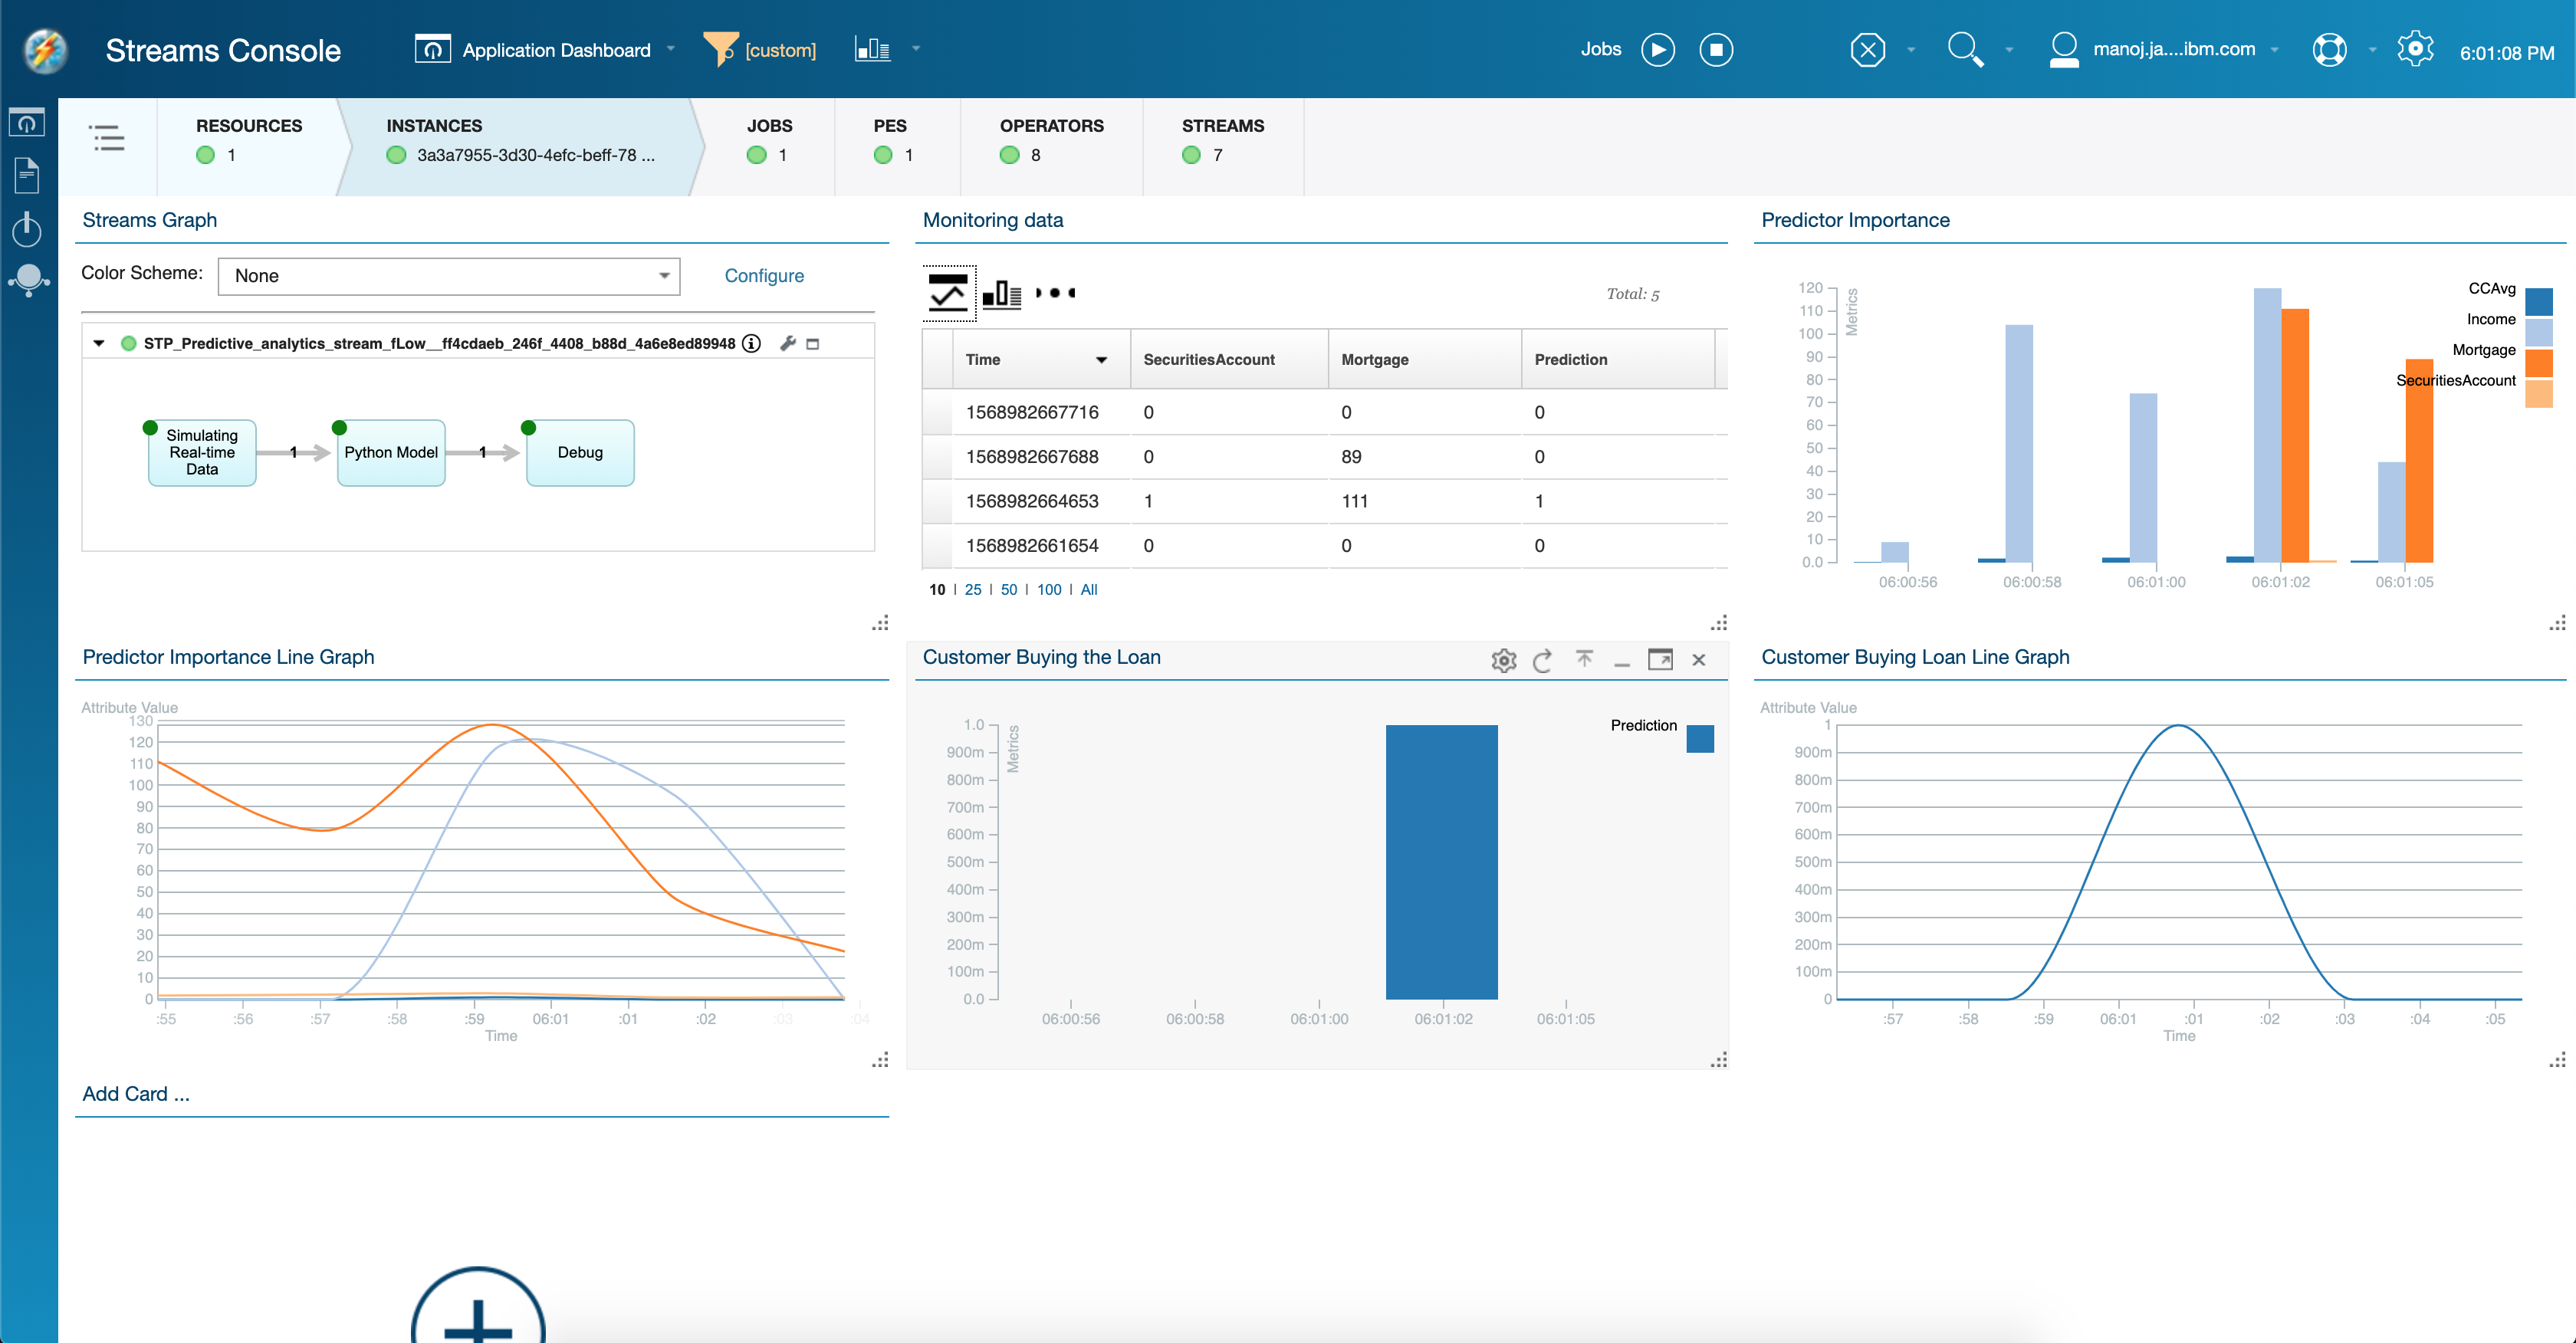 Streams Console
Application Dashboard
[custom]
Jobs
manoj.ja....ibm.com
6:01:08 PM
RESOURCES
1
INSTANCES
3a3a7955-3d30-4efc-beff-78 ...
JOBS
1
PES
1
OPERATORS
8
STREAMS
7
Streams Graph
Color Scheme:
None
Configure
STP_Predictive_analytics_stream_fLow__ff4cdaeb_246f_4408_b88d_4a6e8ed89948
Simulating
Real-time
Data
1
Python Model
1
Debug
Monitoring data
Total: 5
Time SecuritiesAccount Mortgage Prediction
1568982667716 0 0 0
1568982667688 0 89 0
1568982664653 1 111 1
1568982661654 0 0 0
10 | 25 | 50 | 100 | All
Predictor Importance
Metrics
120
110
100
90
80
70
60
50
40
30
20
10
0.0
06:00:56 06:00:58 06:01:00 06:01:02 06:01:05
CCAvg
Income
Mortgage
SecuritiesAccount
Predictor Importance Line Graph
Attribute Value
130
120
110
100
90
80
70
60
50
40
30
20
10
0
:55 :56 :57 :58 :59 06:01 :01 :02 :03 :04
Time
Customer Buying the Loan
Metrics
1.0
900m
800m
700m
600m
500m
400m
300m
200m
100m
0.0
06:00:56 06:00:58 06:01:00 06:01:02 06:01:05
Prediction
Customer Buying Loan Line Graph
Attribute Value
1
900m
800m
700m
600m
500m
400m
300m
200m
100m
0
:57 :58 :59 06:01 :01 :02 :03 :04 :05
Time
Add Card ...